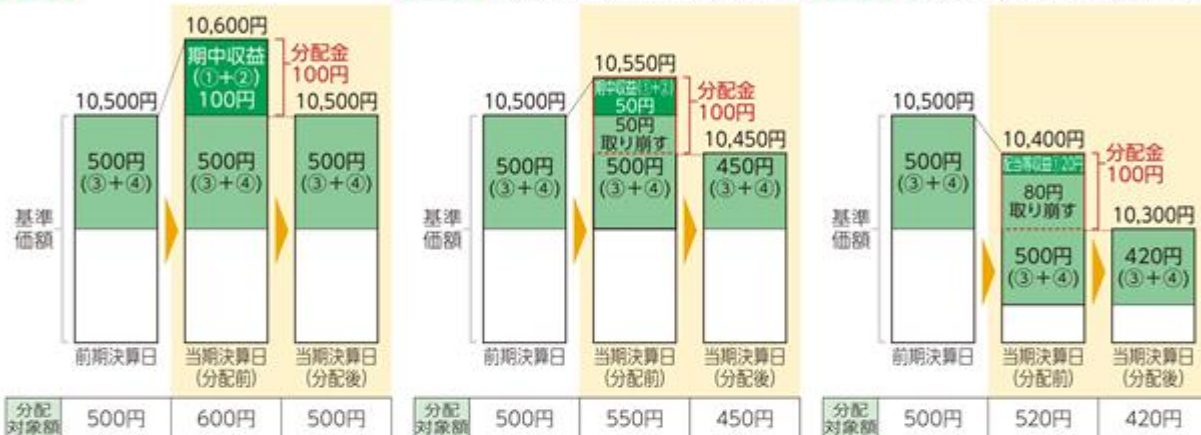 10,600円
期中収益
(①+②)
100円
分配金
100円
10,500円
10,500円
500円
(③+④)
500円
(③+④)
500円
(③+④)
基準
価額
前期決算日
当期決算日
(分配前)
当期決算日
(分配後)
分配
対象額
500円
600円
500円
10,550円
期中収益(①+②)
50円
分配金
100円
10,500円
50円
取り崩す
10,450円
500円
(③+④)
500円
(③+④)
450円
(③+④)
基準
価額
前期決算日
当期決算日
(分配前)
当期決算日
(分配後)
分配
対象額
500円
550円
450円
10,500円
10,400円
配当等収益①20円
分配金
100円
500円
(③+④)
80円
取り崩す
10,300円
500円
(③+④)
420円
(③+④)
基準
価額
前期決算日
当期決算日
(分配前)
当期決算日
(分配後)
分配
対象額
500円
520円
420円